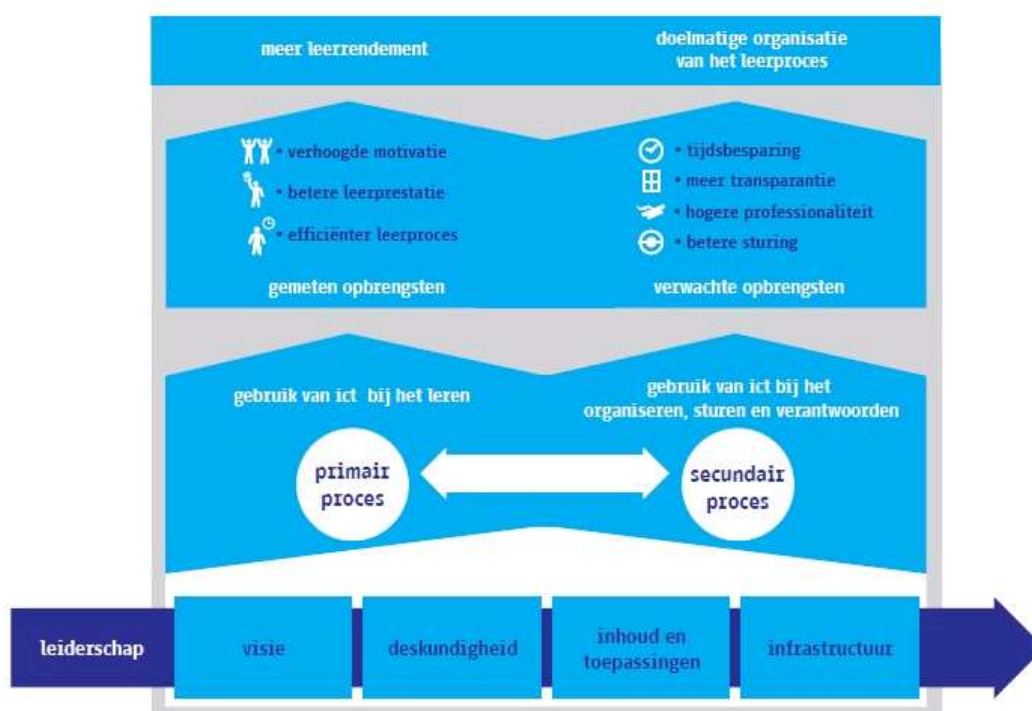 meer leerrendement
doelmatige organisatie
van het leerproces
• verhoogde motivatie
• betere leerprestatie
• efficiënter leerproces
gemeten opbrengsten
• tijdsbesparing
• meer transparantie
• hogere professionaliteit
• betere sturing
verwachte opbrengsten
gebruik van ict bij het leren
gebruik van ict bij het
organiseren, sturen en verantwoorden
primair
proces
secundair
proces
leiderschap
visie
deskundigheid
inhoud en
toepassingen
infrastructuur